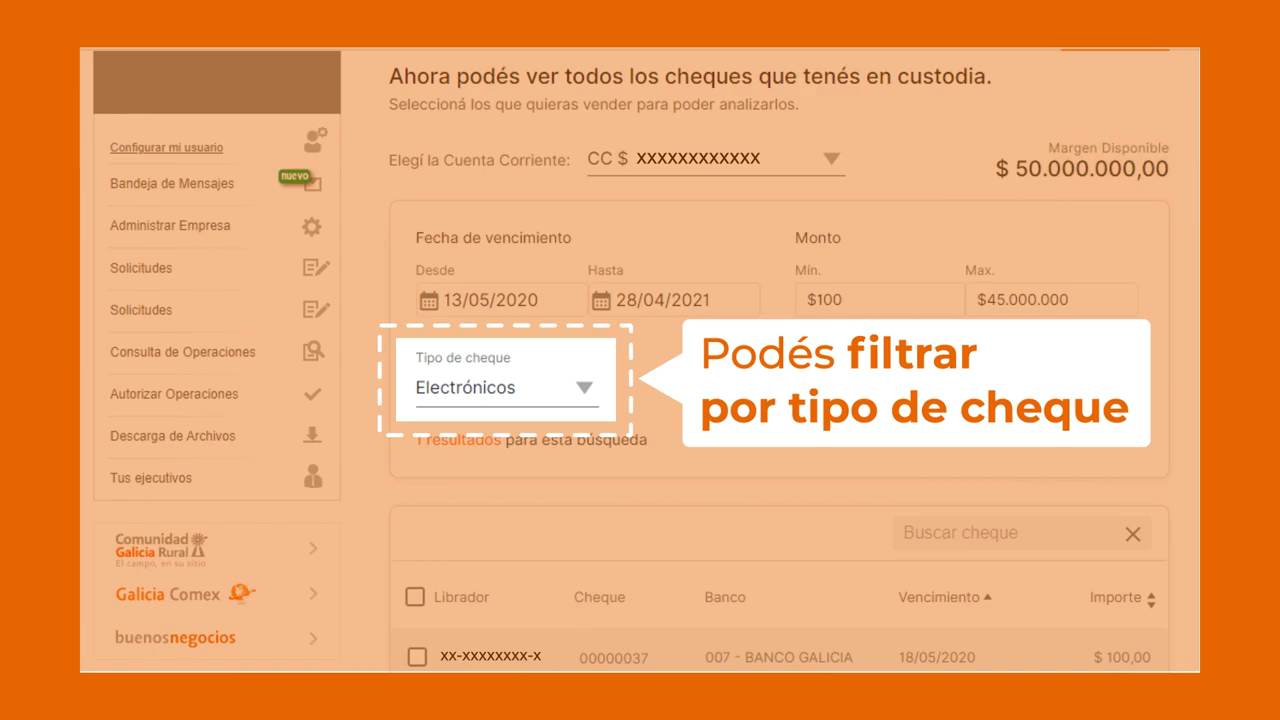 Ahora podés ver todos los cheques que tenés en custodia.
Seleccioná los que quieras vender para poder analizarlos.
Elegí la Cuenta Corriente: CC $ XXXXXXXXXXXX
Margen Disponible
$ 50.000.000,00
Configurar mi usuario
Bandeja de Mensajes nuevo
Administrar Empresa
Solicitudes
Solicitudes
Consulta de Operaciones
Autorizar Operaciones
Descarga de Archivos
Tus ejecutivos
Comunidad
Galicia Rural
El campo, en su sitio
Galicia Comex
buenosnegocios
Fecha de vencimiento Monto
Desde Hasta Mín. Max.
13/05/2020 28/04/2021 $100 $45.000.000
Tipo de cheque
Electrónicos
Podés filtrar
por tipo de cheque
1 resultados para esta búsqueda
Buscar cheque
Librador Cheque Banco Vencimiento Importe
XX-XXXXXXXX-X 00000037 007 - BANCO GALICIA 18/05/2020 $ 100,00